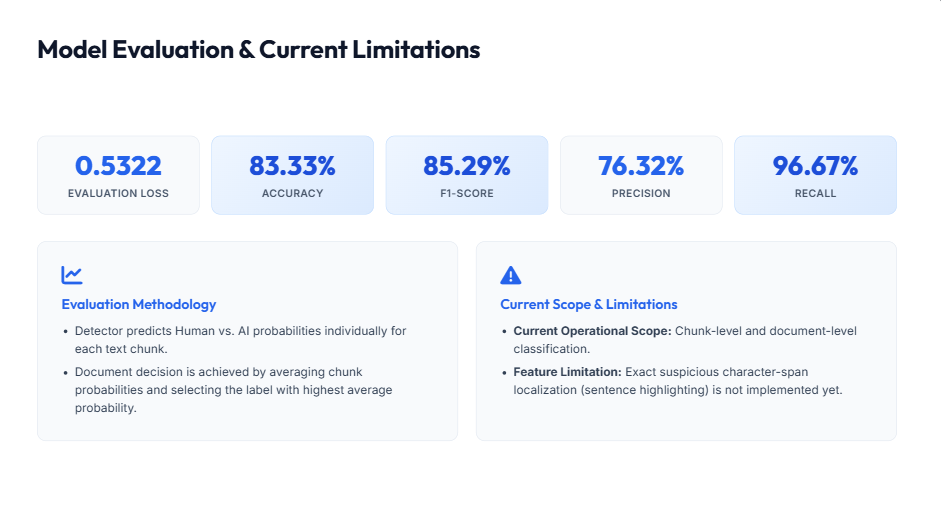 Model Evaluation & Current Limitations
0.5322
EVALUATION LOSS
83.33%
ACCURACY
85.29%
F1-SCORE
76.32%
PRECISION
96.67%
RECALL
Evaluation Methodology
• Detector predicts Human vs. AI probabilities individually for
each text chunk.
• Document decision is achieved by averaging chunk
probabilities and selecting the label with highest average
probability.
Current Scope & Limitations
• Current Operational Scope: Chunk-level and document-level
classification.
• Feature Limitation: Exact suspicious character-span
localization (sentence highlighting) is not implemented yet.